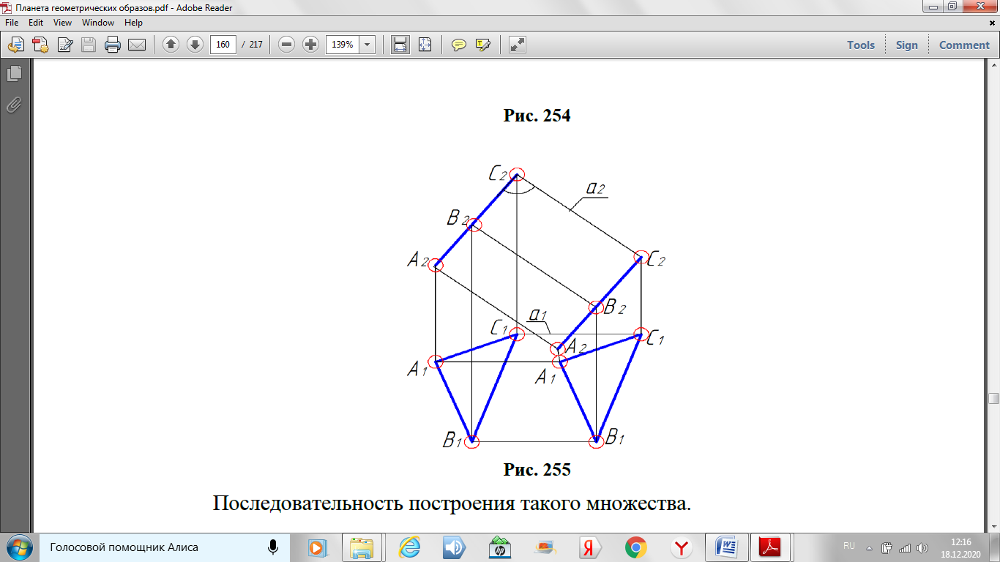 Планета геометрических образов.pdf - Adobe Reader
File Edit View Window Help
160 / 217 139% Tools Sign Comment
Рис. 254
C2
a2
B2
A2
C2
B2
a1
C1
C1
A2
A1
A1
B1
B1
Рис. 255
Последовательность построения такого множества.
Голосовой помощник Алиса
RU
12:16
18.12.2020